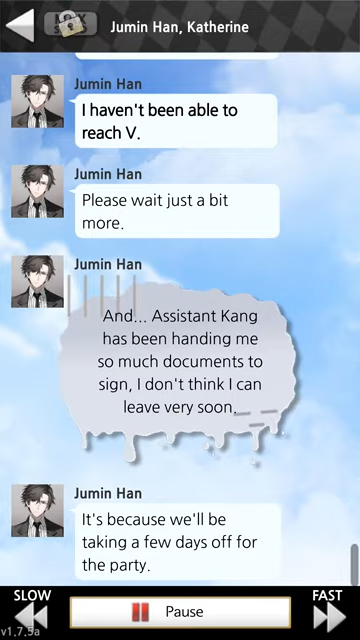 Jumin Han, Katherine
Jumin Han
I haven't been able to
reach V.
Jumin Han
Please wait just a bit
more.
Jumin Han
And... Assistant Kang
has been handing me
so much documents to
sign, I don't think I can
leave very soon.
Jumin Han
It's because we'll be
taking a few days off for
the party.
SLOW
FAST
Pause
v1.7.5a